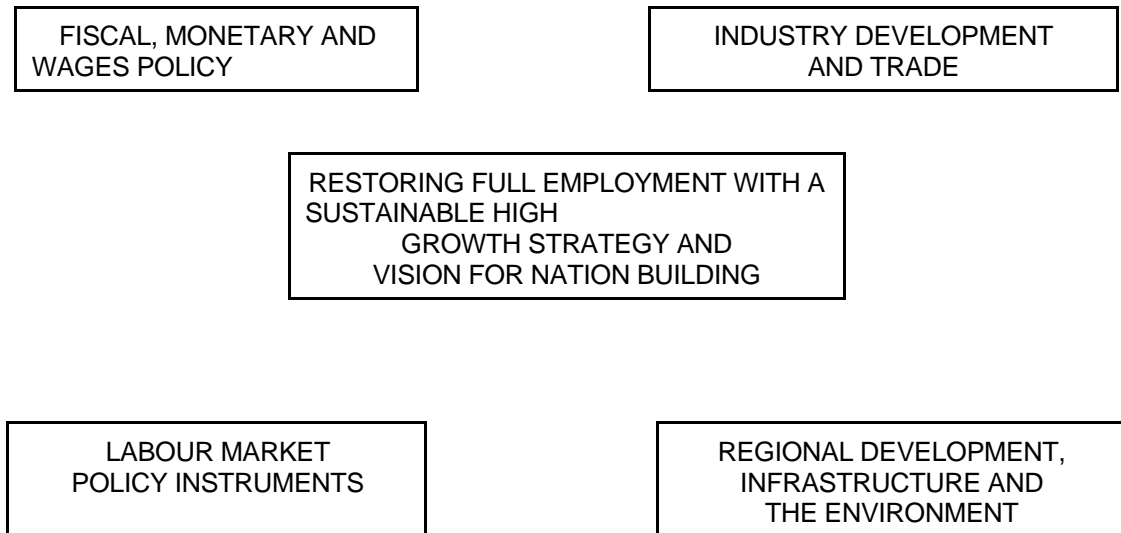 FISCAL, MONETARY AND
WAGES POLICY
INDUSTRY DEVELOPMENT
AND TRADE
RESTORING FULL EMPLOYMENT WITH A
SUSTAINABLE HIGH
GROWTH STRATEGY AND
VISION FOR NATION BUILDING
LABOUR MARKET
POLICY INSTRUMENTS
REGIONAL DEVELOPMENT,
INFRASTRUCTURE AND
THE ENVIRONMENT